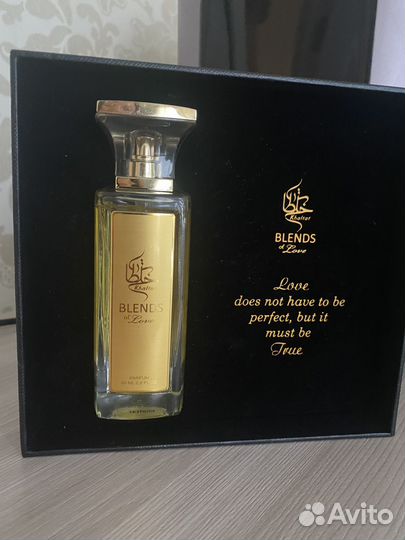 Khaltat
BLENDS
of Love
PARFUM
Khaltat
BLENDS
of Love
Love
does not have to be
perfect, but it
must be
True
Avito